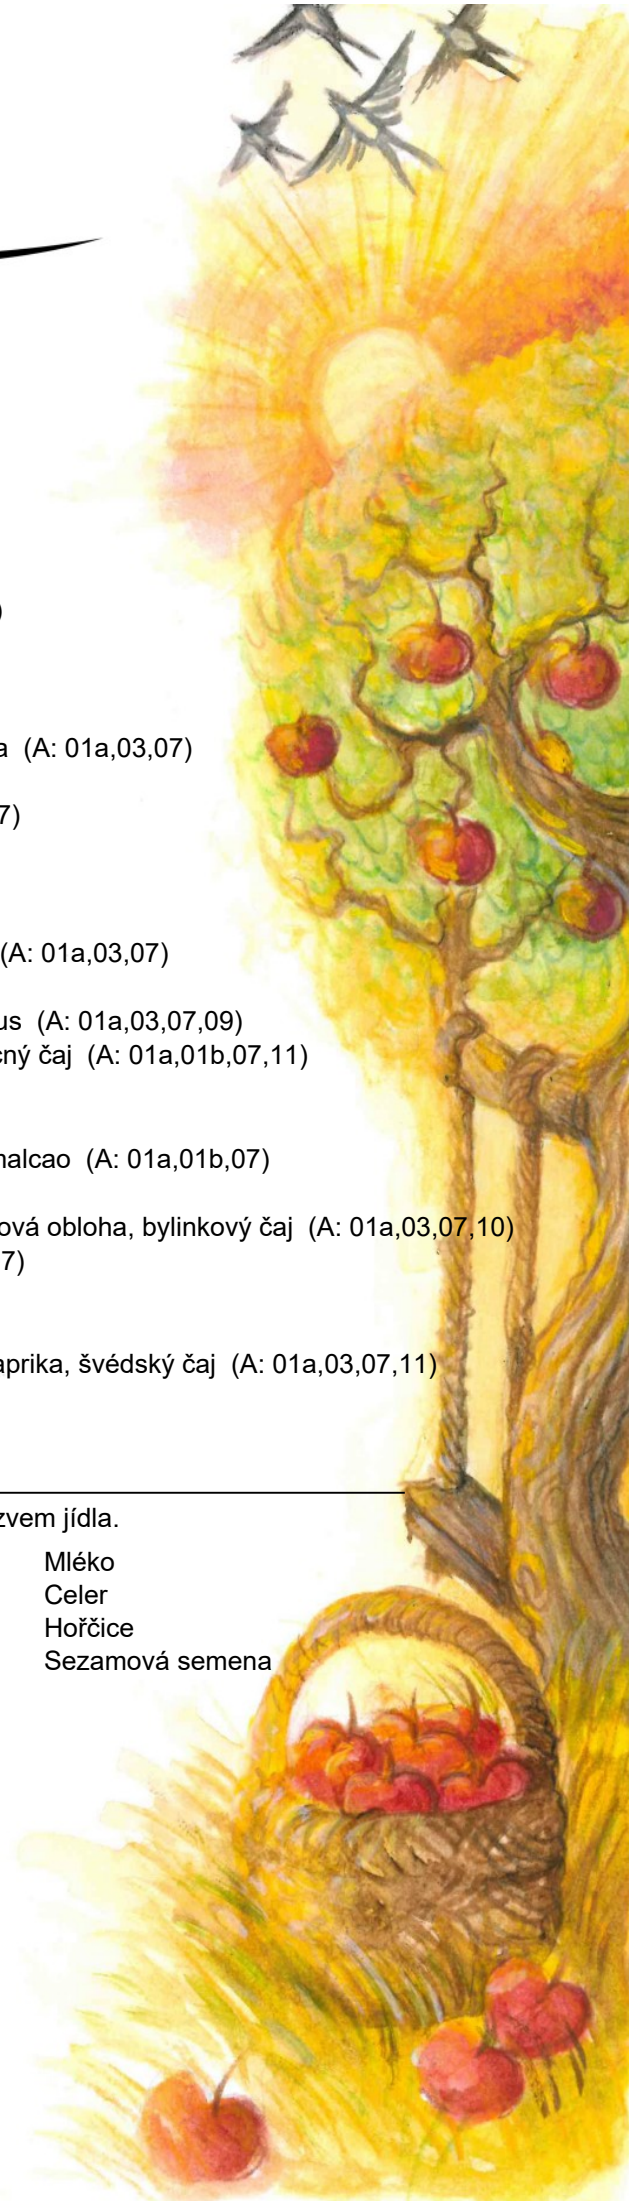 )
a (A: 01a,03,07)
7)
(A: 01a,03,07)
us (A: 01a,03,07,09)
cný čaj (A: 01a,01b,07,11)
nalcao (A: 01a,01b,07)
ová obloha, bylinkový čaj (A: 01a,03,07,10)
7)
aprika, švédský čaj (A: 01a,03,07,11)
zvem jídla.
Mléko
Celer
Hořčice
Sezamová semena